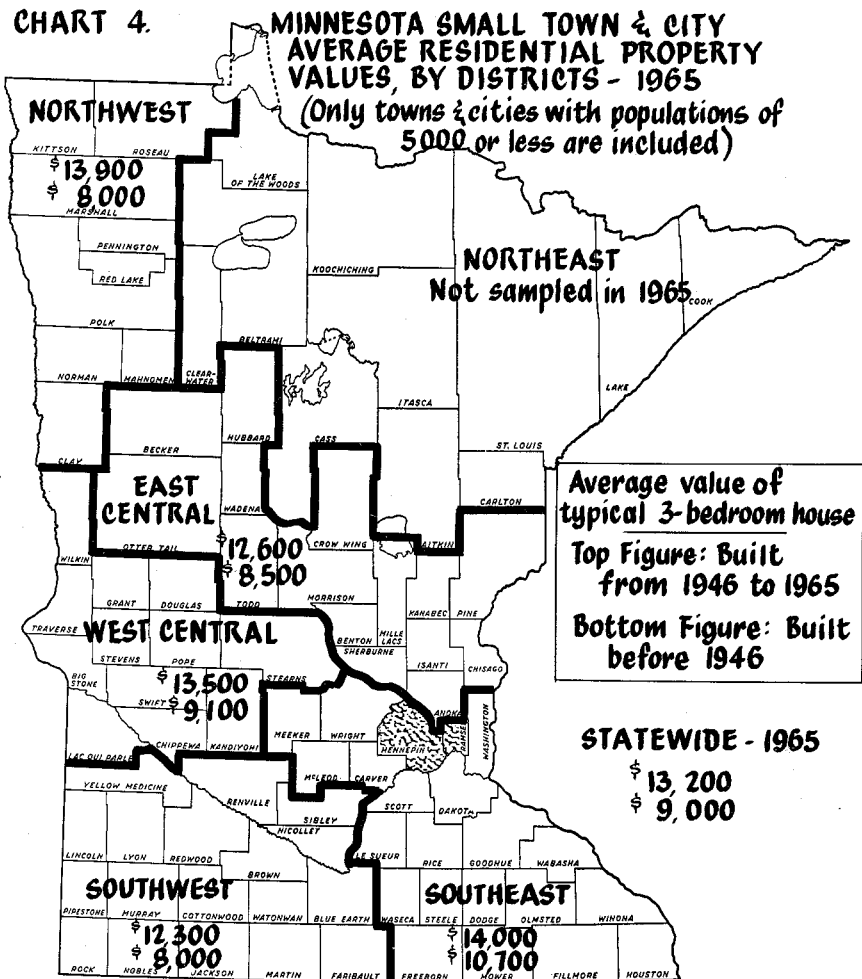 CHART 4.
MINNESOTA SMALL TOWN & CITY
AVERAGE RESIDENTIAL PROPERTY
VALUES, BY DISTRICTS - 1965
(Only towns & cities with populations of
5000 or less are included)
NORTHWEST
KITTSON
ROSEAU
$ 13,900
$ 8,000
MARSHALL
LAKE
OF THE WOODS
PENNINGTON
RED LAKE
KOOCHICHING
NORTHEAST
Not sampled in 1965
COOK
POLK
BELTRAMI
NORMAN
MAHNOMEN
CLEAR-
WATER
ITASCA
LAKE
HUBBARD
CASS
ST. LOUIS
BECKER
CLAY
EAST
CENTRAL
WADENA
CARLTON
AITKIN
CROW WING
$ 12,600
$ 8,500
OTTER TAIL
WILKIN
Average value of
typical 3-bedroom house
Top Figure: Built
from 1946 to 1965
Bottom Figure: Built
before 1946
GRANT
DOUGLAS
TODD
MORRISON
KANABEC
PINE
TRAVERSE
WEST CENTRAL
BENTON
MILLE
LACS
SHERBURNE
ISANTI
CHISAGO
STEVENS
POPE
BIG
STONE
STEARNS
$ 13,500
$ 9,100
SWIFT
ANOKA
RAMSEY
WASHINGTON
MEEKER
WRIGHT
HENNEPIN
STATEWIDE - 1965
$ 13,200
$ 9,000
LAC QUI PARLE
CHIPPEWA
KANDIYOHI
McLEOD
CARVER
YELLOW MEDICINE
RENVILLE
SIBLEY
NICOLLET
SCOTT
DAKOTA
LINCOLN
LYON
REDWOOD
BROWN
LE SUEUR
RICE
GOODHUE
WABASHA
SOUTHWEST
SOUTHEAST
PIPESTONE
MURRAY
COTTONWOOD
WATONWAN
BLUE EARTH
WASECA
STEELE
DODGE
OLMSTED
WINONA
$ 12,300
$ 8,000
$ 14,000
$ 10,700
ROCK
NOBLES
JACKSON
MARTIN
FARIBAULT
FREEBORN
MOWER
FILLMORE
HOUSTON